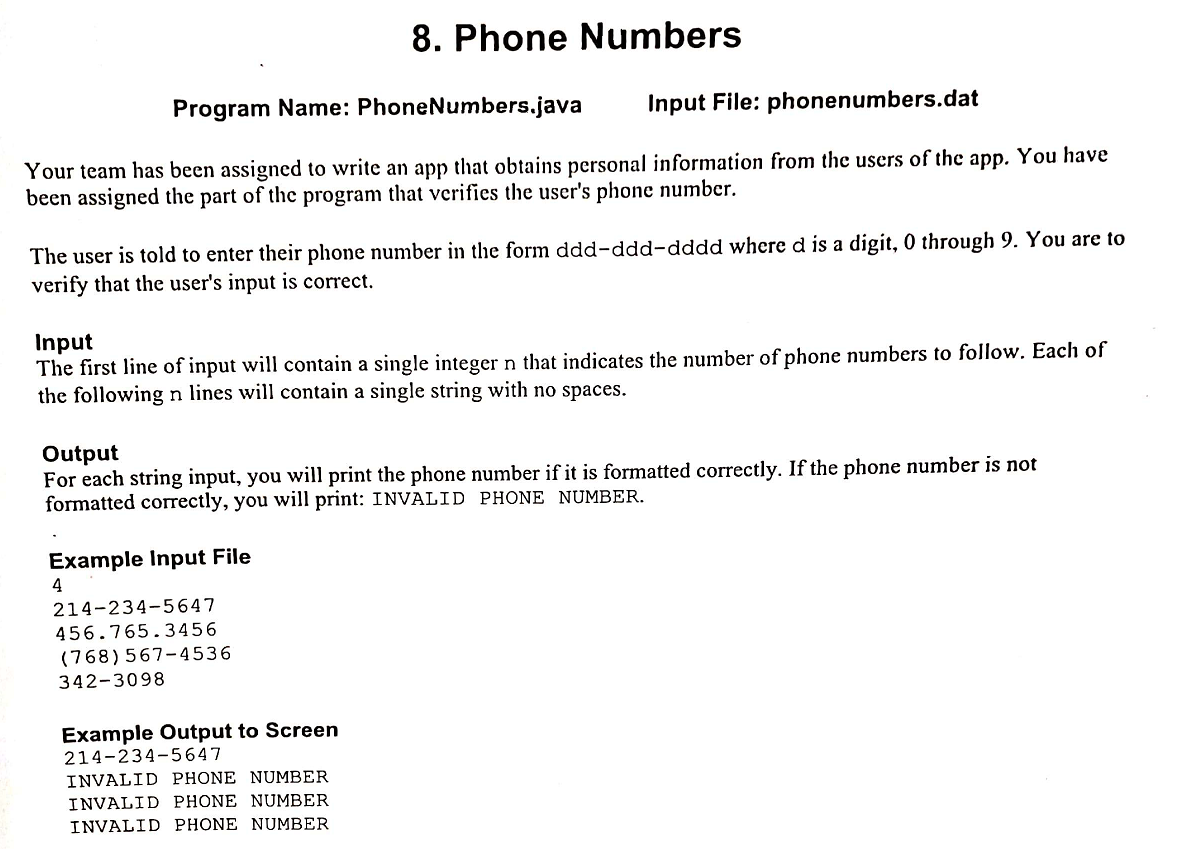 8. Phone Numbers
Program Name: PhoneNumbers.java Input File: phonenumbers.dat
Your team has been assigned to write an app that obtains personal information from the users of the app. You have
been assigned the part of the program that verifies the user's phone number.
The user is told to enter their phone number in the form ddd-ddd-dddd where d is a digit, 0 through 9. You are to
verify that the user's input is correct.
Input
The first line of input will contain a single integer n that indicates the number of phone numbers to follow. Each of
the following n lines will contain a single string with no spaces.
Output
For each string input, you will print the phone number if it is formatted correctly. If the phone number is not
formatted correctly, you will print: INVALID PHONE NUMBER.
Example Input File
4
214-234-5647
456.765.3456
(768)567-4536
342-3098
Example Output to Screen
214-234-5647
INVALID PHONE NUMBER
INVALID PHONE NUMBER
INVALID PHONE NUMBER